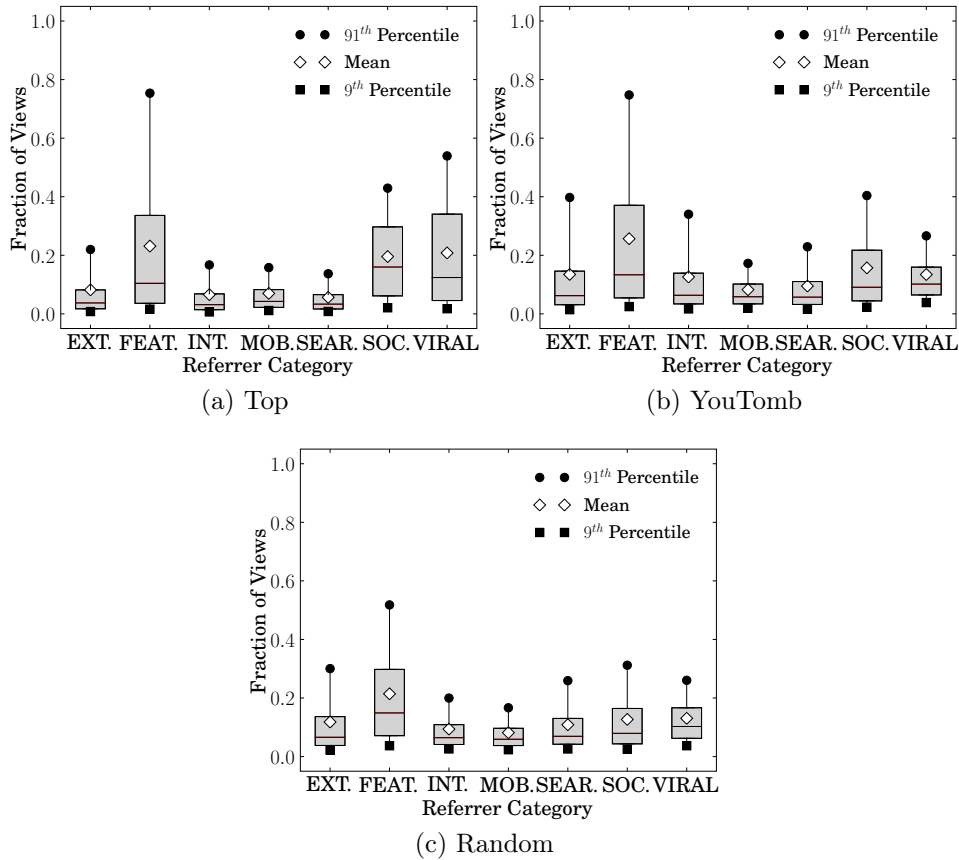 1.0
0.8
0.6
0.4
0.2
0.0
Fraction of Views
91th Percentile
Mean
9th Percentile
EXT. FEAT. INT. MOB. SEAR. SOC. VIRAL
Referrer Category
(a) Top
1.0
0.8
0.6
0.4
0.2
0.0
Fraction of Views
91th Percentile
Mean
9th Percentile
EXT. FEAT. INT. MOB. SEAR. SOC. VIRAL
Referrer Category
(b) YouTomb
1.0
0.8
0.6
0.4
0.2
0.0
Fraction of Views
91th Percentile
Mean
9th Percentile
EXT. FEAT. INT. MOB. SEAR. SOC. VIRAL
Referrer Category
(c) Random